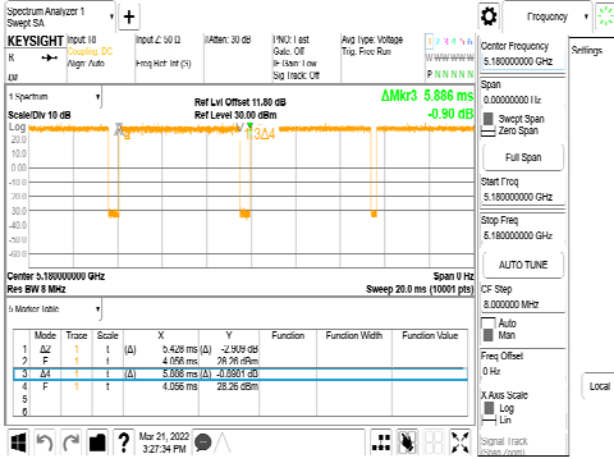 Spectrum Analyzer 1
Swept SA
+
Frequency
KEYSIGHT
Input: RF
Coupling: DC
Align: Auto
Input Z: 50 Ω
Freq Ref: Int (S)
#Atten: 30 dB
PNO: Fast
Gate: Off
IF Gain: Low
Sig Track: Off
Avg Type: Voltage
Trig: Free Run
1 2 3 4 5 6
W W W W W W
P N N N N N
Center Frequency
5.180000000 GHz
Settings
1 Spectrum
Scale/Div 10 dB
Ref Lvl Offset 11.80 dB
Ref Level 30.00 dBm
ΔMkr3 5.886 ms
-0.90 dB
Log
20.0
10.0
0.00
-10.0
-20.0
-30.0
-40.0
-50.0
-60.0
3Δ4
Span
0.00000000 Hz
Swept Span
Zero Span
Full Span
Start Freq
5.180000000 GHz
Stop Freq
5.180000000 GHz
AUTO TUNE
Center 5.180000000 GHz
Res BW 8 MHz
Span 0 Hz
Sweep 20.0 ms (10001 pts)
CF Step
8.000000 MHz
Auto
Man
5 Marker Table
Mode Trace Scale X Y Function Function Width Function Value
1 Δ2 1 t (Δ) 5.428 ms (Δ) -2.909 dB
2 F 1 t 4.056 ms 28.26 dBm
3 Δ4 1 t (Δ) 5.886 ms (Δ) -0.8981 dB
4 F 1 t 4.056 ms 28.26 dBm
5
6
Freq Offset
0 Hz
X Axis Scale
Log
Lin
Local
Signal Track
(Span Zoom)
?
Mar 21, 2022
3:27:34 PM